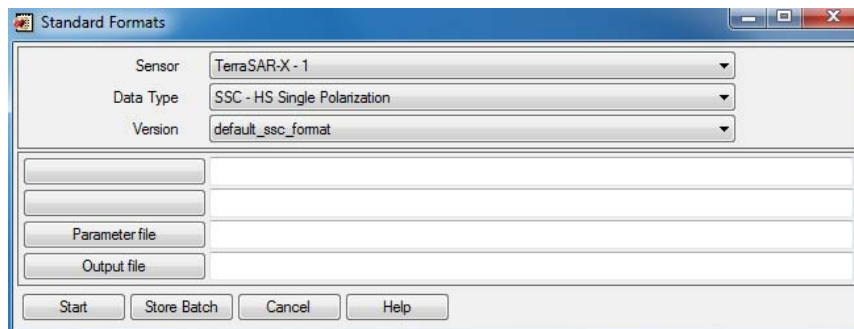 Standard Formats
Sensor TerraSAR-X - 1
Data Type SSC - HS Single Polarization
Version default_ssc_format
Parameter file
Output file
Start Store Batch Cancel Help